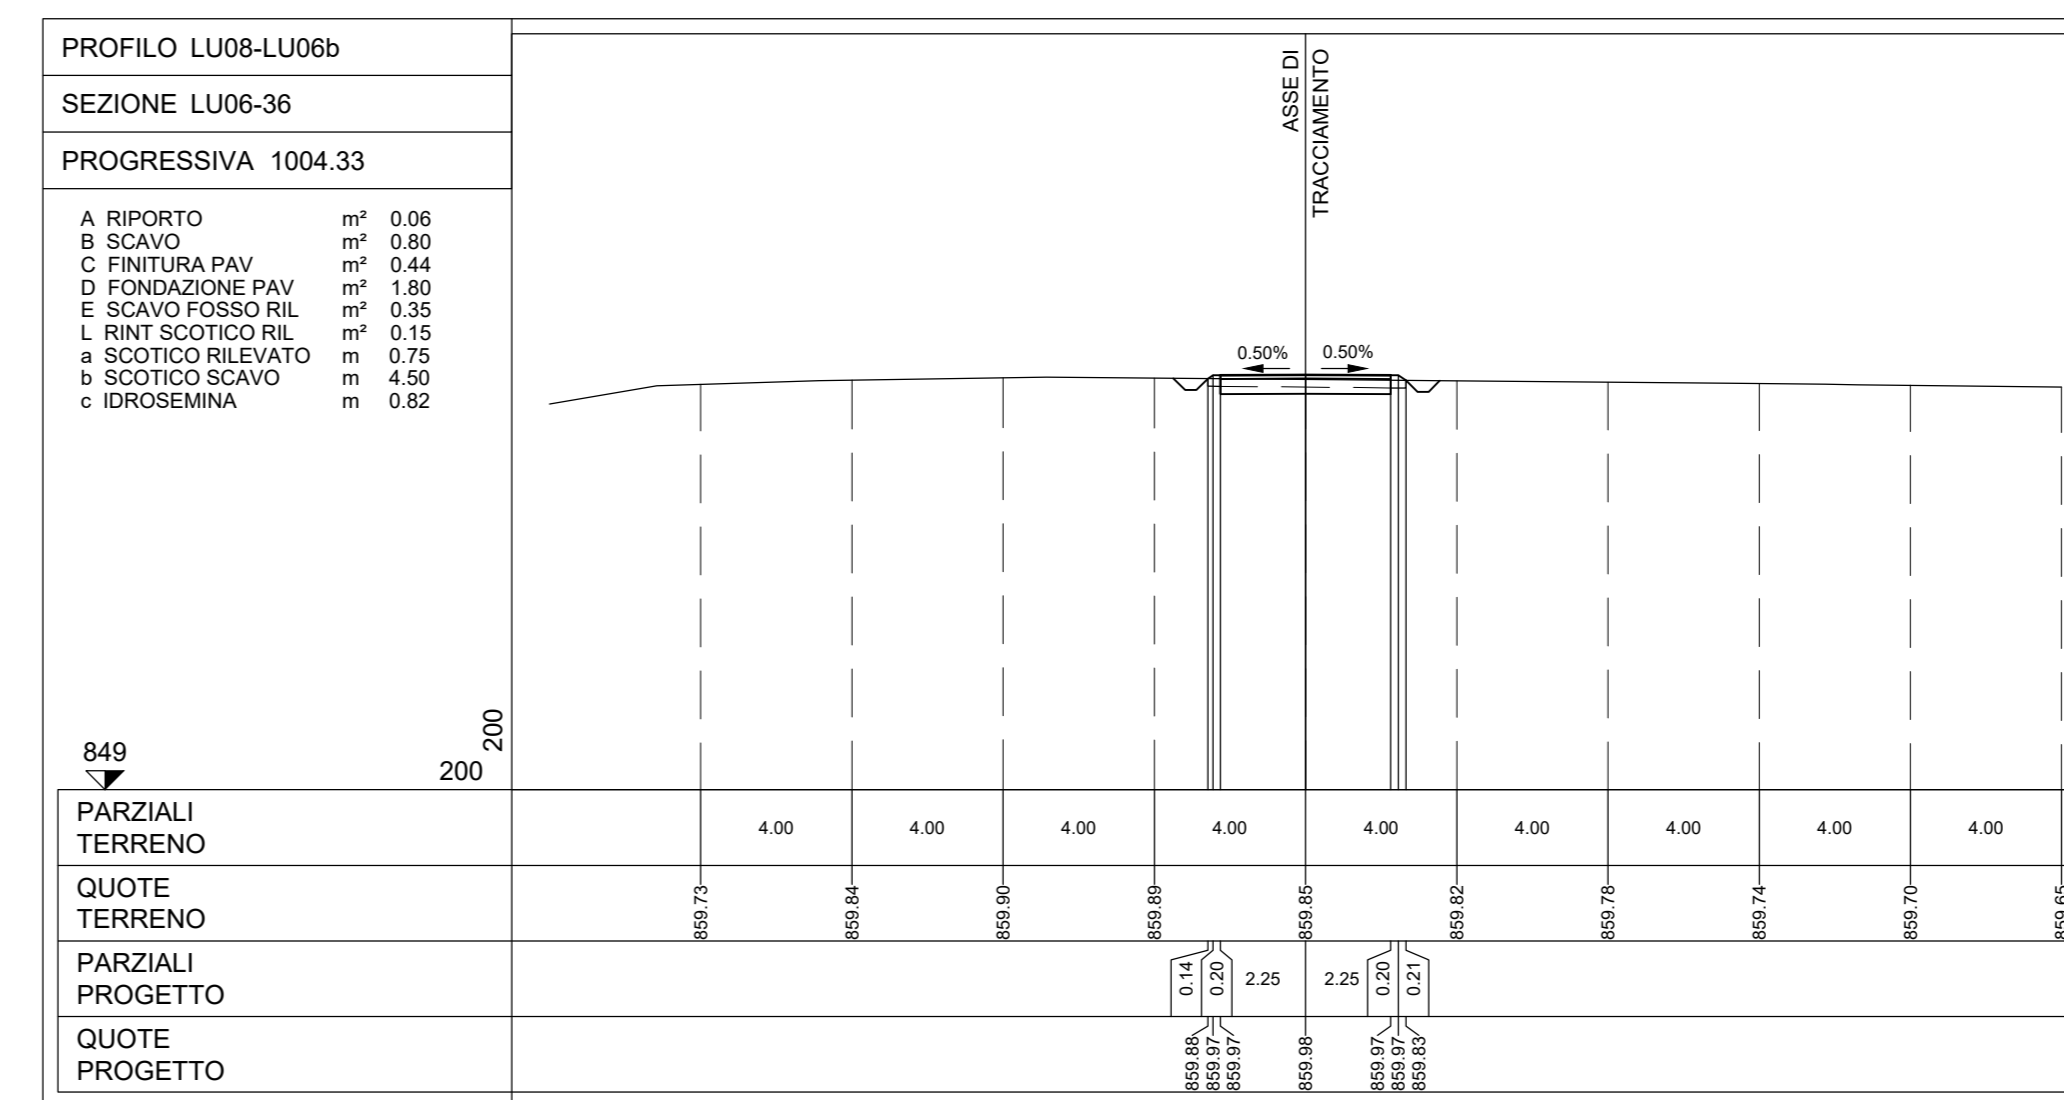 PROFILO LU08-LU06b
SEZIONE LU06-36
PROGRESSIVA 1004.33
A RIPORTO m² 0.06
B SCAVO m² 0.80
C FINITURA PAV m² 0.44
D FONDAZIONE PAV m² 1.80
E SCAVO FOSSO RIL m² 0.35
L RINT SCOTICO RIL m² 0.15
a SCOTICO RILEVATO m 0.75
b SCOTICO SCAVO m 4.50
c IDROSEMINA m 0.82
ASSE DI
TRACCIAMENTO
0.50% 0.50%
849
200
200
PARZIALI
TERRENO
4.00 4.00 4.00 4.00 4.00 4.00 4.00 4.00 4.00
QUOTE
TERRENO
859.73 859.84 859.90 859.89 859.85 859.82 859.78 859.74 859.70 859.65
PARZIALI
PROGETTO
0.14 0.20 2.25 2.25 0.20 0.21
QUOTE
PROGETTO
859.88 859.97 859.97 859.98 859.97 859.97 859.83